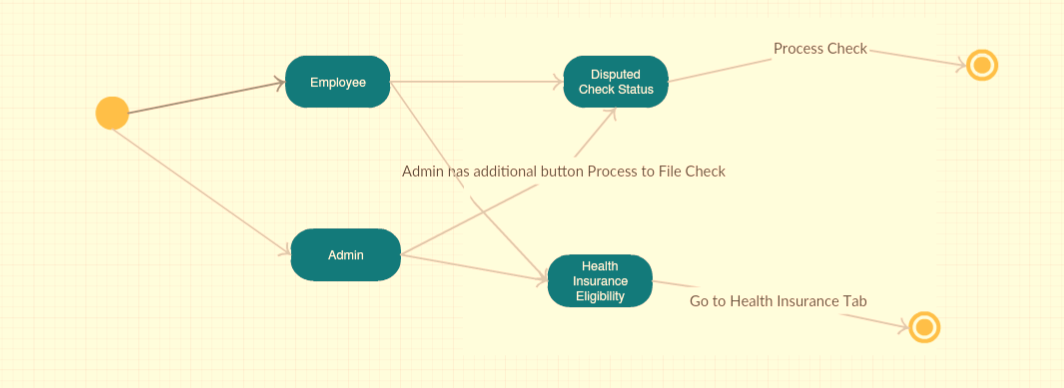 Process Check
Employee
Disputed
Check Status
Admin has additional button Process to File Check
Admin
Health
Insurance
Eligibility
Go to Health Insurance Tab